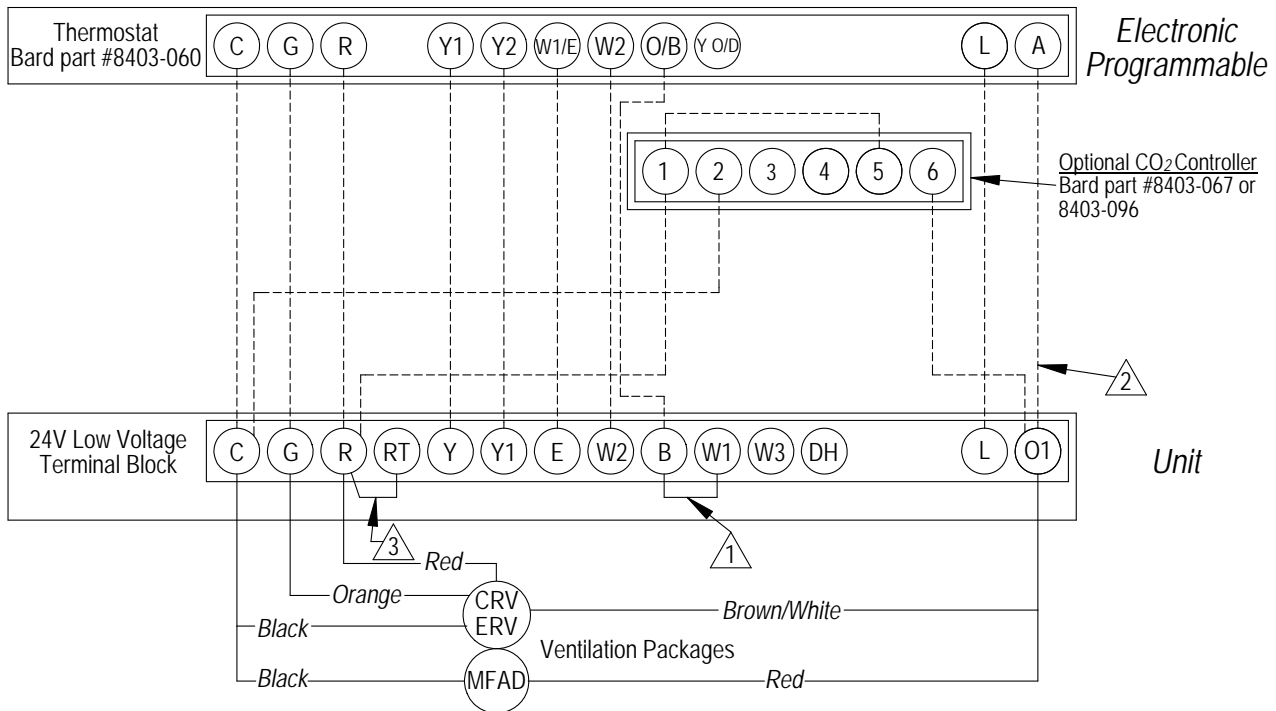 Thermostat
Bard part #8403-060
C G R Y1 Y2 W1/E W2 O/B Y O/D L A
Electronic
Programmable
1 2 3 4 5 6
Optional CO2 Controller
Bard part #8403-067 or
8403-096
2
24V Low Voltage
Terminal Block
C G R RT Y Y1 E W2 B W1 W3 DH L O1
Unit
3
1
Red
Orange
CRV
ERV
Brown/White
Black
Ventilation Packages
Black
MFAD
Red